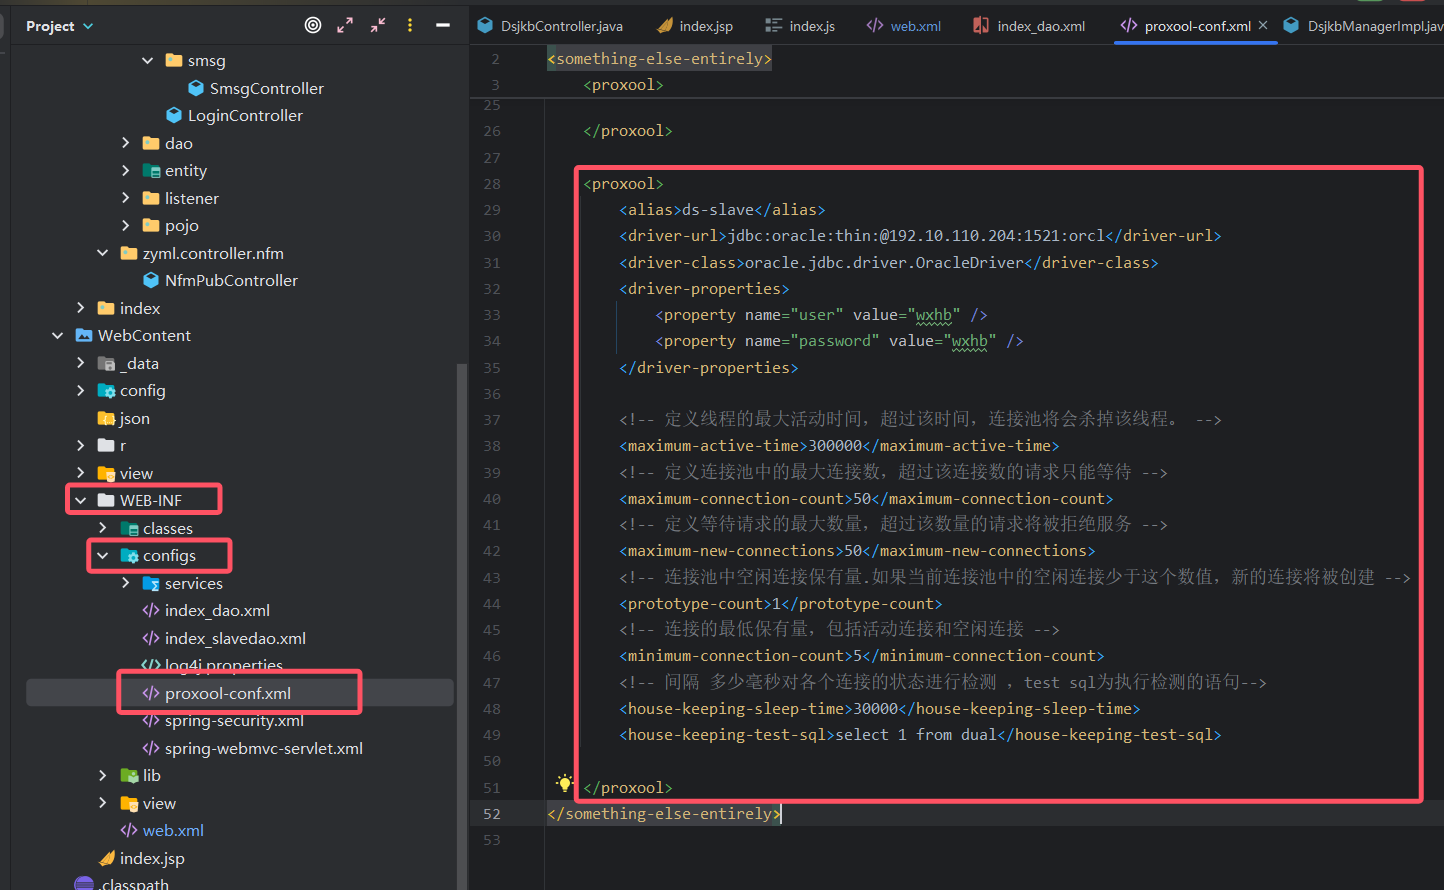 Project
smsg
SmsgController
LoginController
dao
entity
listener
pojo
zyml.controller.nfm
NfmPubController
index
WebContent
_data
config
json
r
view
WEB-INF
classes
configs
services
index_dao.xml
index_slavedao.xml
log4j.properties
proxool-conf.xml
spring-security.xml
spring-webmvc-servlet.xml
lib
view
web.xml
index.jsp
.classpath
DsjkbController.java
index.jsp
index.js
web.xml
index_dao.xml
proxool-conf.xml
DsjkbManagerImpl.jav
2 <something-else-entirely>
3 <proxool>
25
26 </proxool>
27
28 <proxool>
29 <alias>ds-slave</alias>
30 <driver-url>jdbc:oracle:thin:@192.10.110.204:1521:orcl</driver-url>
31 <driver-class>oracle.jdbc.driver.OracleDriver</driver-class>
32 <driver-properties>
33 <property name="user" value="wxhb" />
34 <property name="password" value="wxhb" />
35 </driver-properties>
36
37 <!-- 定义线程的最大活动时间，超过该时间，连接池将会杀掉该线程。 -->
38 <maximum-active-time>300000</maximum-active-time>
39 <!-- 定义连接池中的最大连接数，超过该连接数的请求只能等待 -->
40 <maximum-connection-count>50</maximum-connection-count>
41 <!-- 定义等待请求的最大数量，超过该数量的请求将被拒绝服务 -->
42 <maximum-new-connections>50</maximum-new-connections>
43 <!-- 连接池中空闲连接保有量.如果当前连接池中的空闲连接少于这个数值，新的连接将被创建 -->
44 <prototype-count>1</prototype-count>
45 <!-- 连接的最低保有量，包括活动连接和空闲连接 -->
46 <minimum-connection-count>5</minimum-connection-count>
47 <!-- 间隔 多少毫秒对各个连接的状态进行检测 ，test sql为执行检测的语句-->
48 <house-keeping-sleep-time>30000</house-keeping-sleep-time>
49 <house-keeping-test-sql>select 1 from dual</house-keeping-test-sql>
50
51 </proxool>
52 </something-else-entirely>
53